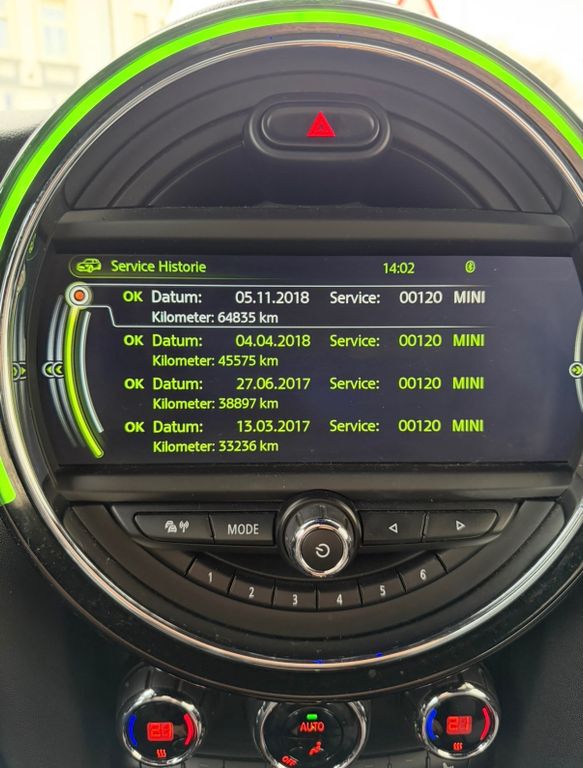 Service Historie 14:02
OK Datum: 05.11.2018 Service: 00120 MINI
Kilometer: 64835 km
OK Datum: 04.04.2018 Service: 00120 MINI
Kilometer: 45575 km
OK Datum: 27.06.2017 Service: 00120 MINI
Kilometer: 38897 km
OK Datum: 13.03.2017 Service: 00120 MINI
Kilometer: 33236 km
MODE
1 2 3 4 5 6
AUTO
OFF